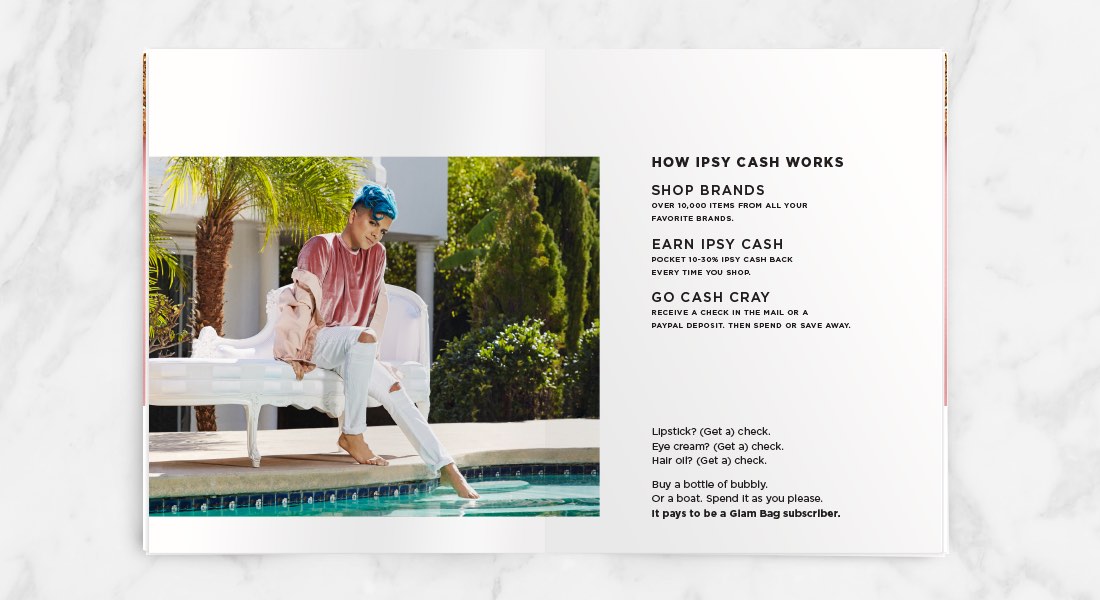 HOW IPSY CASH WORKS
SHOP BRANDS
OVER 10,000 ITEMS FROM ALL YOUR
FAVORITE BRANDS.
EARN IPSY CASH
POCKET 10-30% IPSY CASH BACK
EVERY TIME YOU SHOP.
GO CASH CRAY
RECEIVE A CHECK IN THE MAIL OR A
PAYPAL DEPOSIT. THEN SPEND OR SAVE AWAY.
Lipstick? (Get a) check.
Eye cream? (Get a) check.
Hair oil? (Get a) check.
Buy a bottle of bubbly.
Or a boat. Spend it as you please.
It pays to be a Glam Bag subscriber.